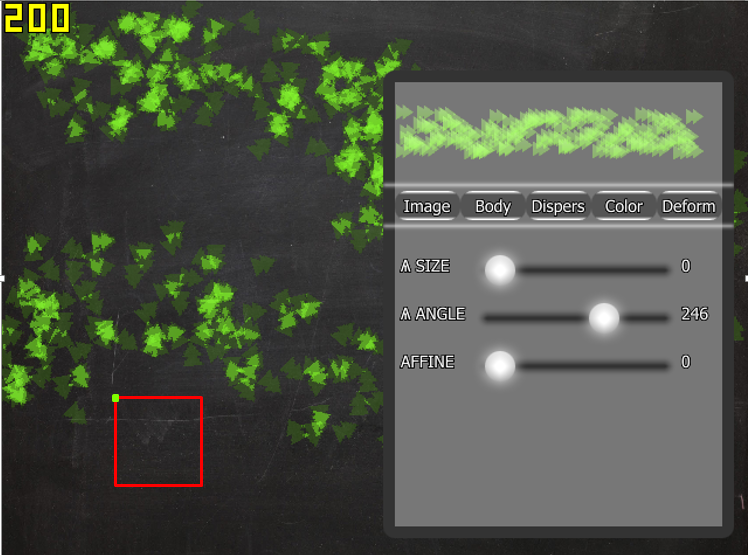 200
Image Body Dispers Color Deform
Ѧ SIZE 0
Ѧ ANGLE 246
AFFINE 0